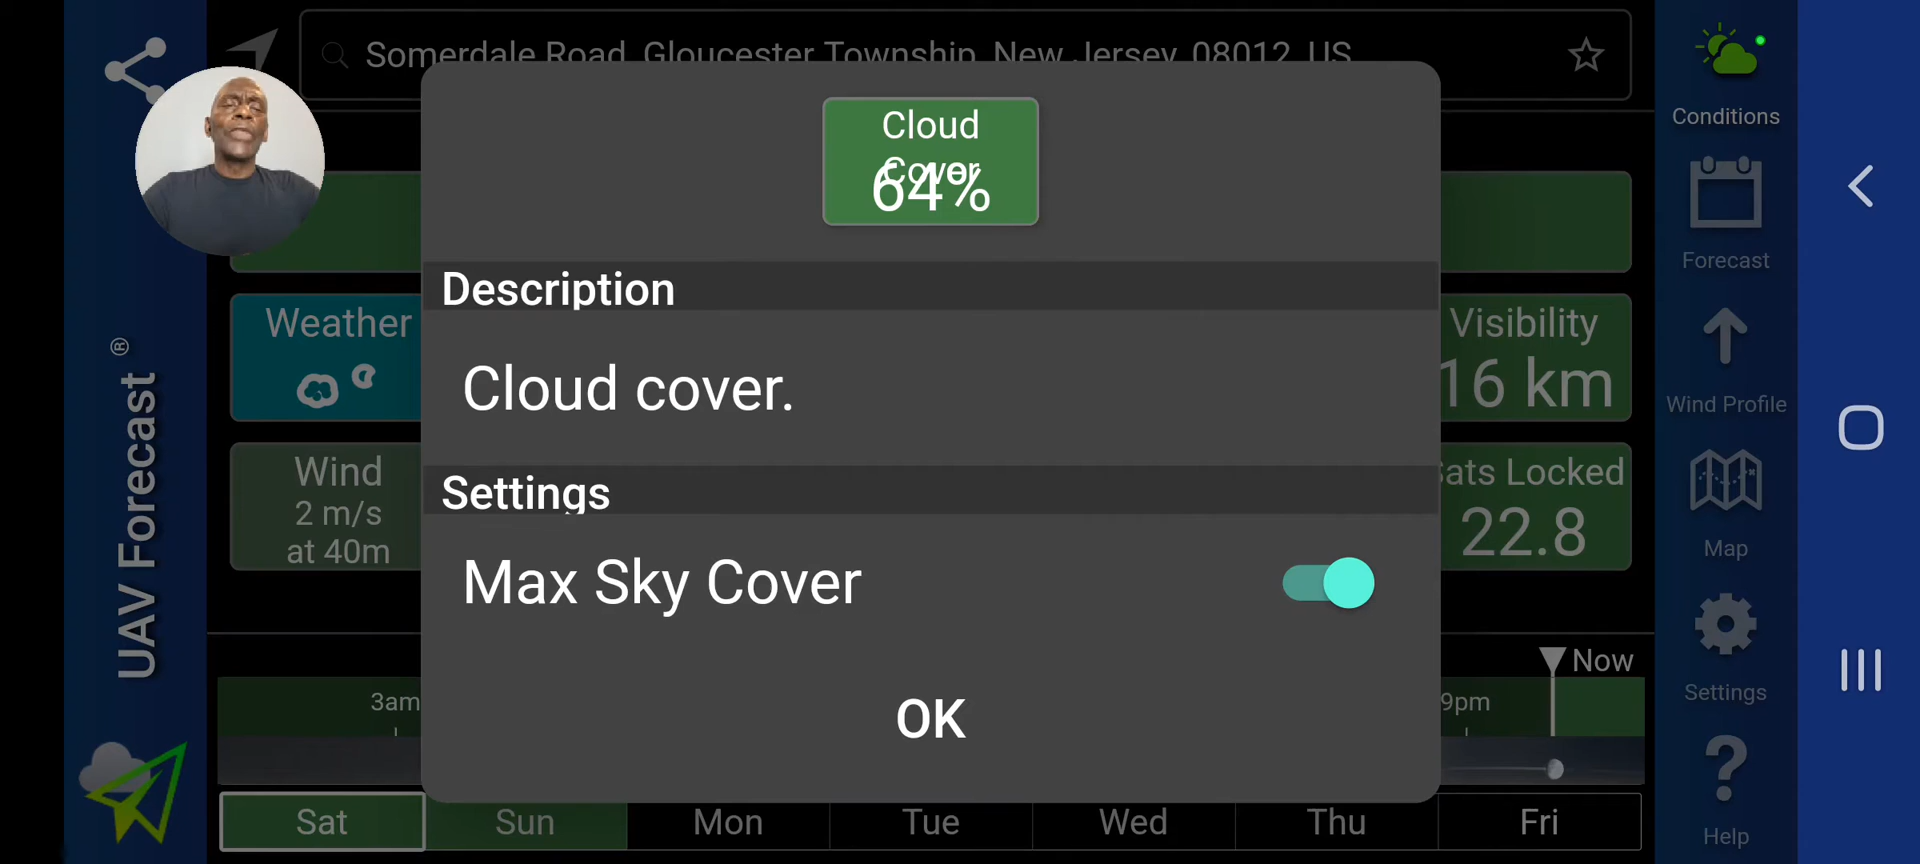 Somerdale Road, Gloucester Township, New Jersey, 08012, US
Cloud
Cover
64%
Description
Cloud cover.
Settings
Max Sky Cover
OK
UAV Forecast®
Weather
Wind
2 m/s
at 40m
Visibility
16 km
Sats Locked
22.8
3am
9pm
Now
Sat
Sun
Mon
Tue
Wed
Thu
Fri
Conditions
Forecast
Wind Profile
Map
Settings
Help